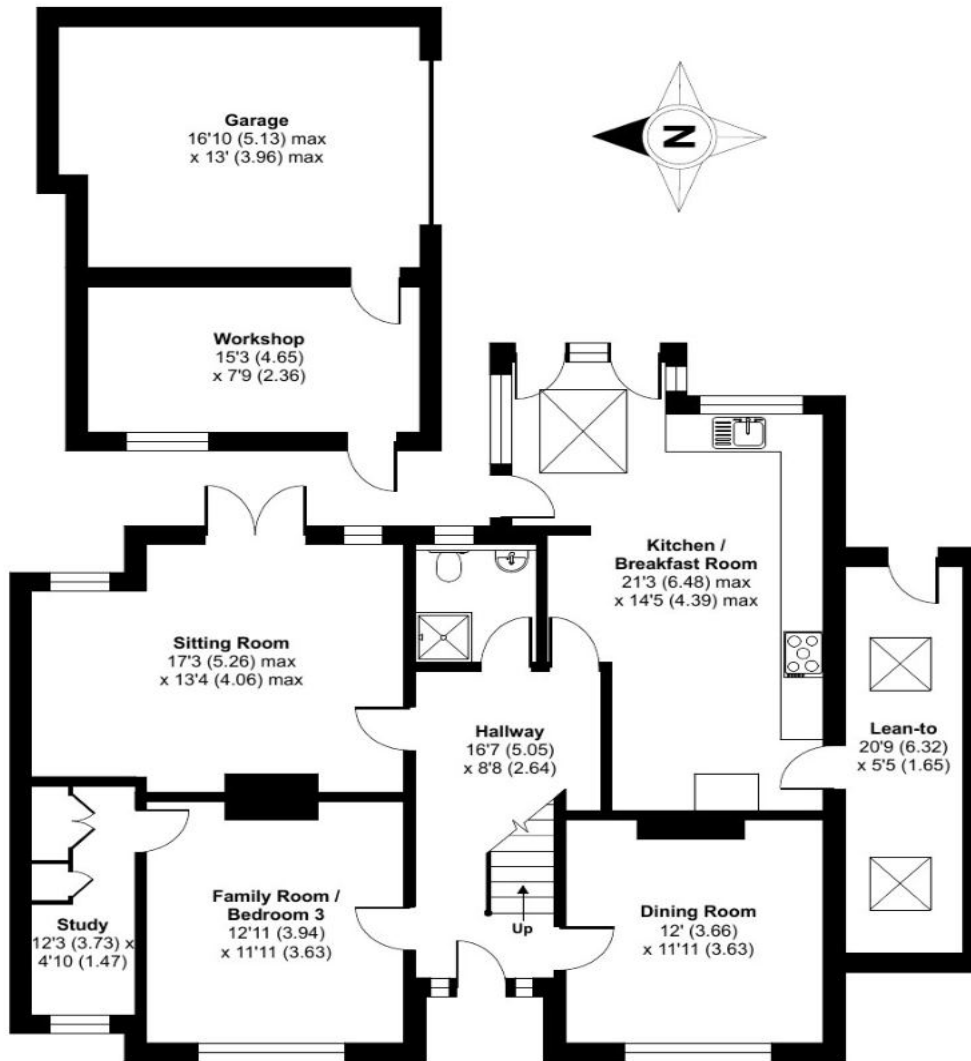 Garage
16'10 (5.13) max
x 13' (3.96) max
N
Workshop
15'3 (4.65)
x 7'9 (2.36)
Kitchen /
Breakfast Room
21'3 (6.48) max
x 14'5 (4.39) max
Sitting Room
17'3 (5.26) max
x 13'4 (4.06) max
Hallway
16'7 (5.05)
x 8'8 (2.64)
Lean-to
20'9 (6.32)
x 5'5 (1.65)
Family Room /
Bedroom 3
12'11 (3.94)
x 11'11 (3.63)
Study
12'3 (3.73) x
4'10 (1.47)
Up
Dining Room
12' (3.66)
x 11'11 (3.63)